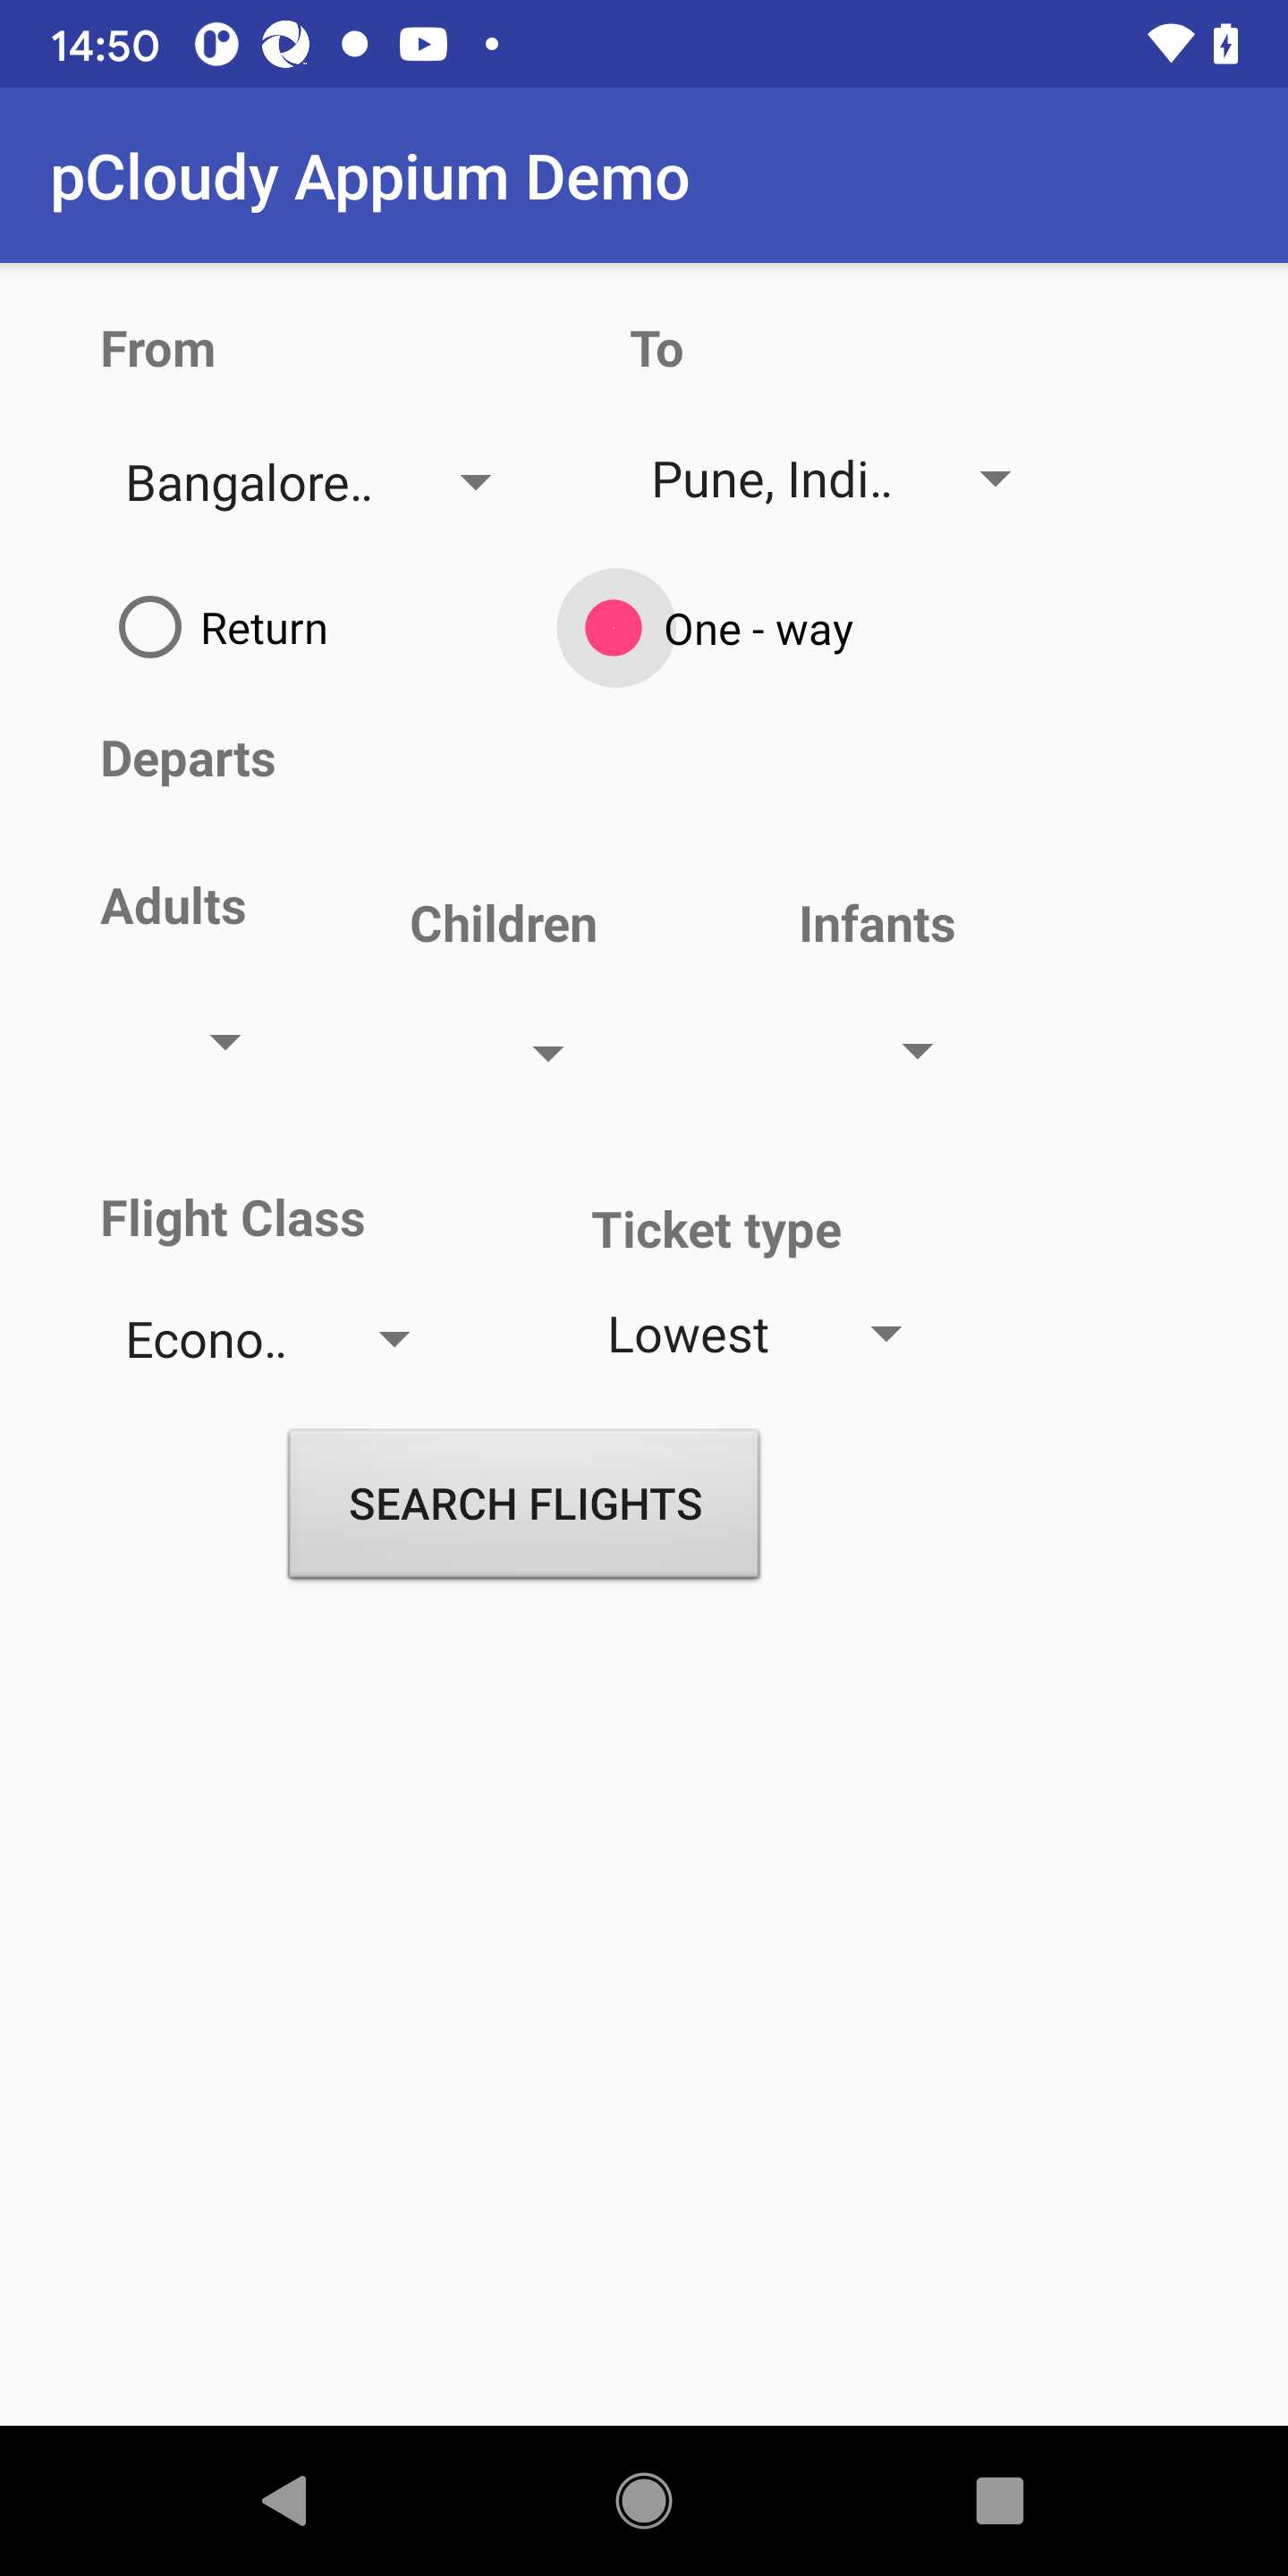 14:50
pCloudy Appium Demo
From To
Bangalore.. Pune, Indi..
Return One - way
Departs
Adults Children Infants
Flight Class Ticket type
Econo.. Lowest
SEARCH FLIGHTS